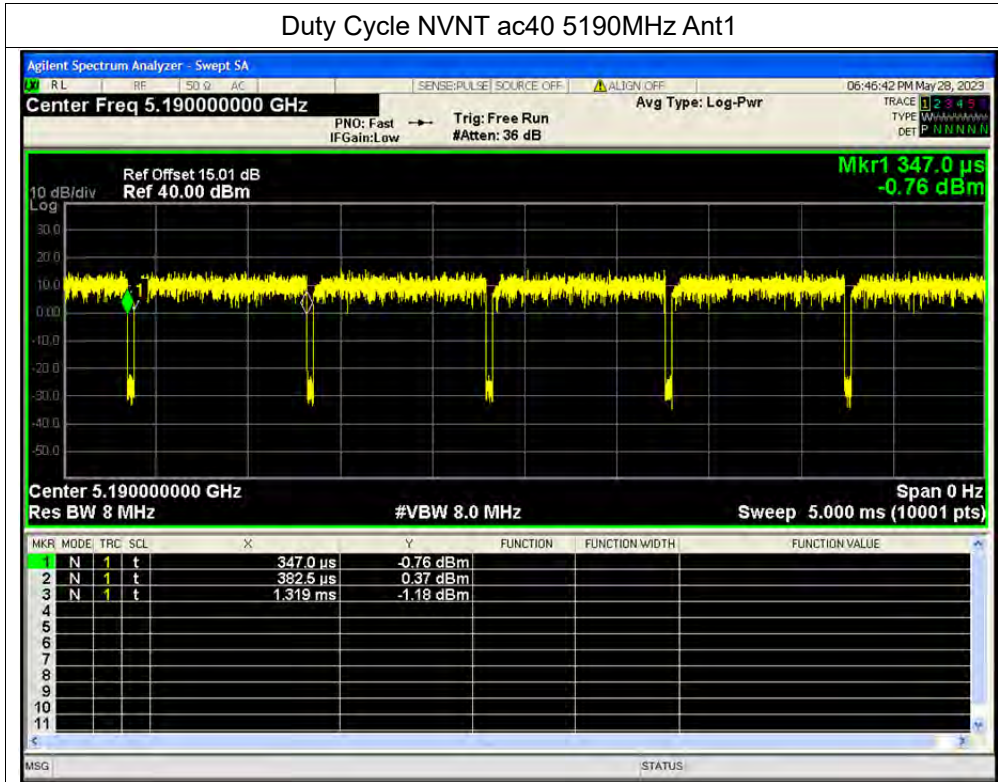 Duty Cycle NVNT ac40 5190MHz Ant1
Agilent Spectrum Analyzer - Swept SA
RL RF 50 Ω AC SENSE:PULSE SOURCE OFF ALIGN OFF 06:46:42 PM May 28, 2023
Center Freq 5.190000000 GHz Avg Type: Log-Pwr TRACE 1 2 3 4 5 6
PNO: Fast Trig: Free Run TYPE W
IFGain:Low #Atten: 36 dB DET P N N N N N
Mkr1 347.0 µs
Ref Offset 15.01 dB -0.76 dBm
10 dB/div Ref 40.00 dBm
Log
30.0
20.0
10.0
1
0.00
-10.0
-20.0
-30.0
-40.0
-50.0
Center 5.190000000 GHz Span 0 Hz
Res BW 8 MHz #VBW 8.0 MHz Sweep 5.000 ms (10001 pts)
MKR MODE TRC SCL X Y FUNCTION FUNCTION WIDTH FUNCTION VALUE
1 N 1 t 347.0 µs -0.76 dBm
2 N 1 t 382.5 µs 0.37 dBm
3 N 1 t 1.319 ms -1.18 dBm
4
5
6
7
8
9
10
11
MSG STATUS